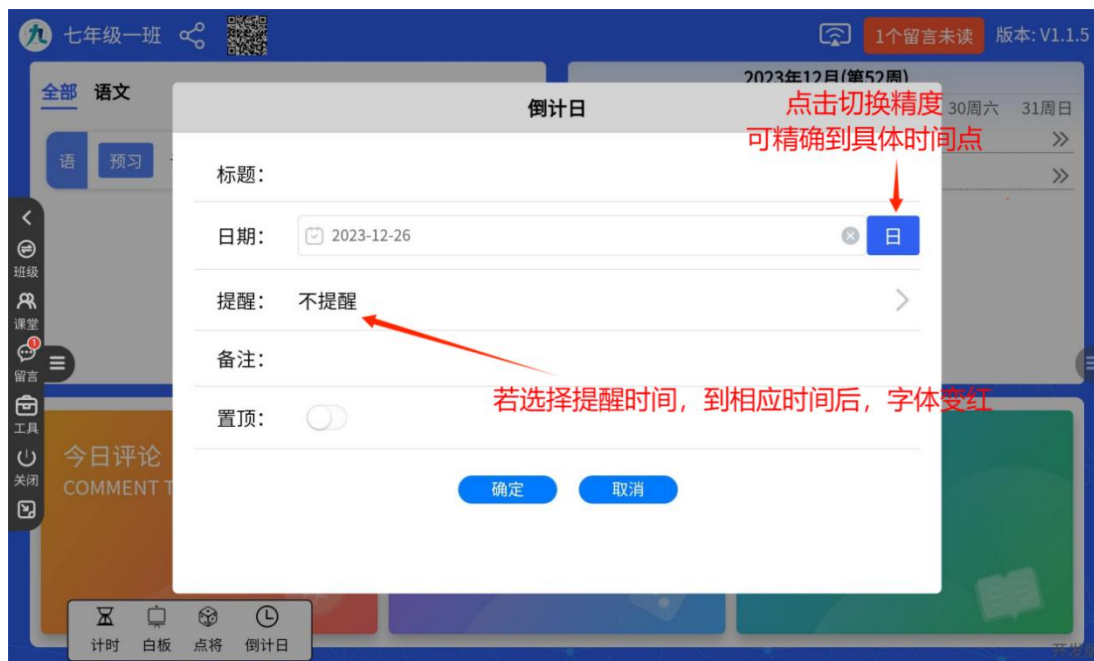 七年级一班
1个留言未读
版本: V1.1.5
全部 语文
2023年12月(第52周)
30周六 31周日
语 预习
倒计日
点击切换精度
可精确到具体时间点
标题：
日期： 2023-12-26 日
提醒： 不提醒
备注：
若选择提醒时间，到相应时间后，字体变红
置顶：
确定 取消
班级
课堂
1
留言
工具
关闭
今日评论
COMMENT T
计时 白板 点将 倒计日